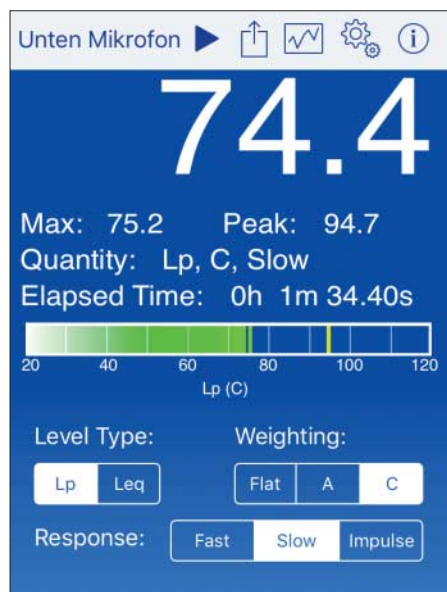 Unten Mikrofon
74.4
Max: 75.2 Peak: 94.7
Quantity: Lp, C, Slow
Elapsed Time: 0h 1m 34.40s
20 40 60 80 100 120
Lp (C)
Level Type: Weighting:
Lp Leq Flat A C
Response: Fast Slow Impulse